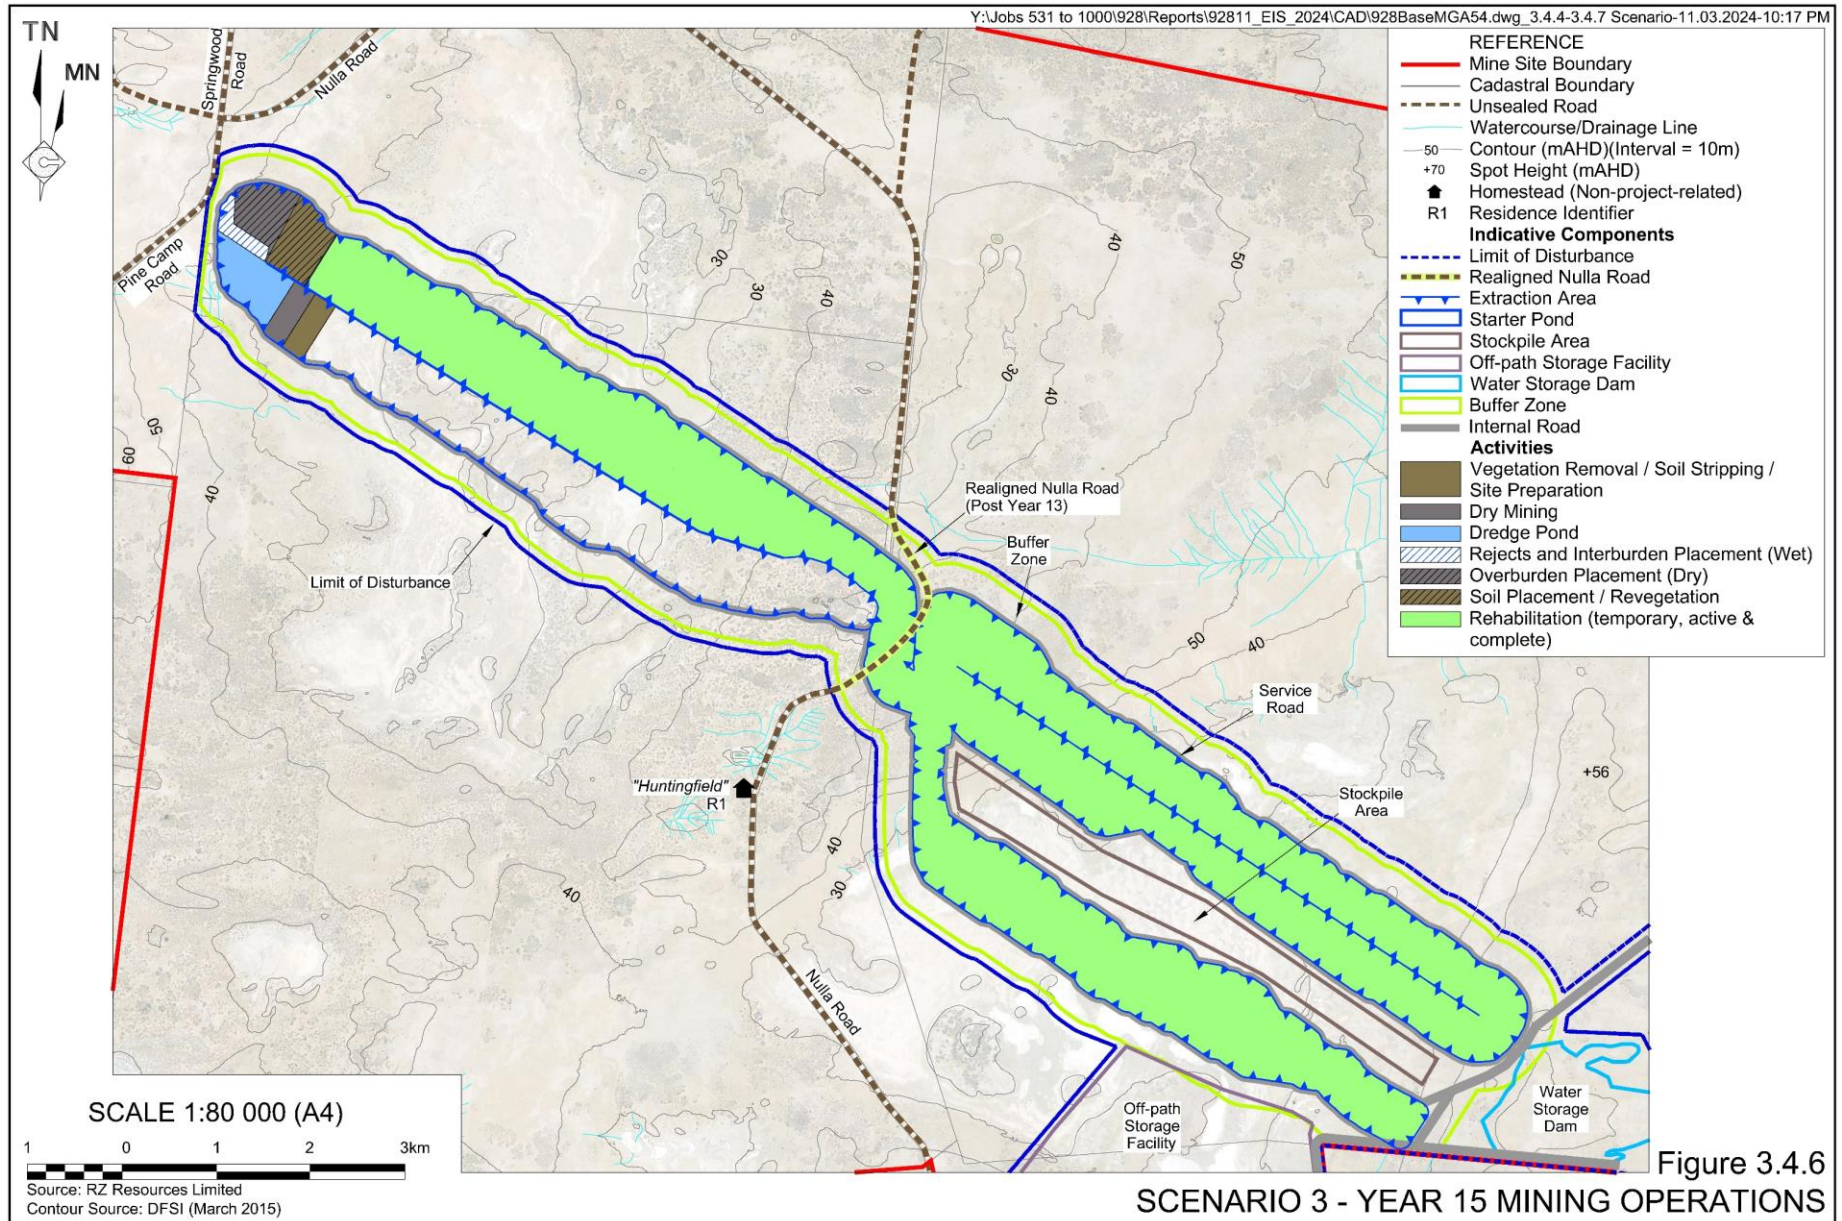 Y:\Jobs 531 to 1000\928\Reports\92811_EIS_2024\CAD\928BaseMGA54.dwg_3.4.4-3.4.7 Scenario-11.03.2024-10:17 PM
TN
MN
REFERENCE
Mine Site Boundary
Cadastral Boundary
Unsealed Road
Watercourse/Drainage Line
50
Contour (mAHD)(Interval = 10m)
+70
Spot Height (mAHD)
Homestead (Non-project-related)
R1
Residence Identifier
Indicative Components
Limit of Disturbance
Realigned Nulla Road
Extraction Area
Starter Pond
Stockpile Area
Off-path Storage Facility
Water Storage Dam
Buffer Zone
Internal Road
Activities
Vegetation Removal / Soil Stripping /
Site Preparation
Dry Mining
Dredge Pond
Rejects and Interburden Placement (Wet)
Overburden Placement (Dry)
Soil Placement / Revegetation
Rehabilitation (temporary, active &
complete)
Springwood
Road
Nulla Road
Pine Camp
Road
30
30
40
40
50
30
40
50
60
40
Realigned Nulla Road
(Post Year 13)
Buffer
Zone
Limit of Disturbance
50
40
Service
Road
"Huntingfield"
R1
+56
Stockpile
Area
40
30
40
Nulla Road
Off-path
Storage
Facility
Water
Storage
Dam
SCALE 1:80 000 (A4)
1 0 1 2 3km
Source: RZ Resources Limited
Contour Source: DFSI (March 2015)
Figure 3.4.6
SCENARIO 3 - YEAR 15 MINING OPERATIONS